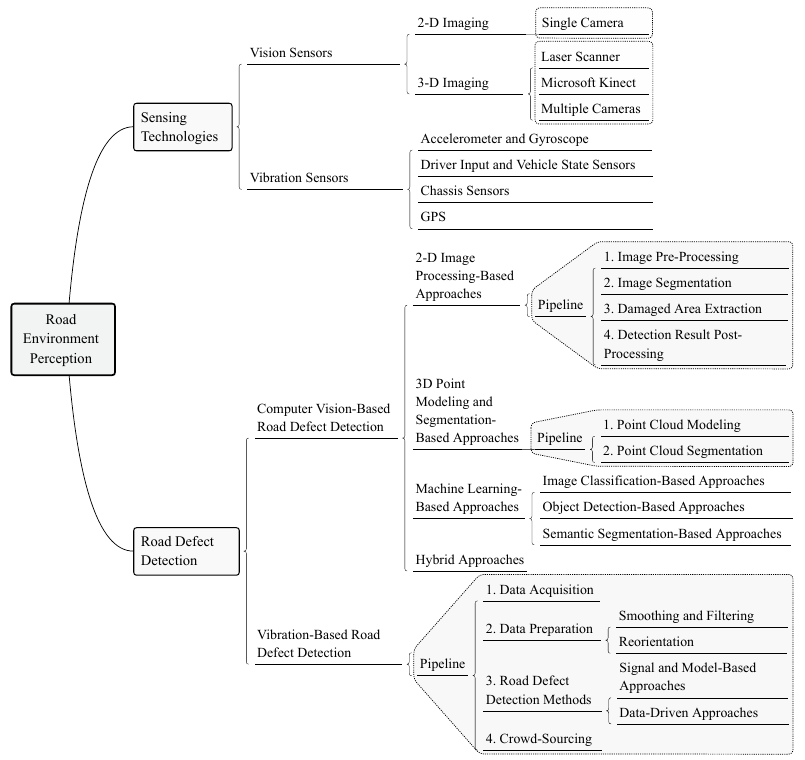 Road
Environment
Perception
Sensing
Technologies
Vision Sensors
2-D Imaging
Single Camera
3-D Imaging
Laser Scanner
Microsoft Kinect
Multiple Cameras
Vibration Sensors
Accelerometer and Gyroscope
Driver Input and Vehicle State Sensors
Chassis Sensors
GPS
Road Defect
Detection
Computer Vision-Based
Road Defect Detection
2-D Image
Processing-Based
Approaches
Pipeline
1. Image Pre-Processing
2. Image Segmentation
3. Damaged Area Extraction
4. Detection Result Post-
Processing
3D Point
Modeling and
Segmentation-
Based Approaches
Pipeline
1. Point Cloud Modeling
2. Point Cloud Segmentation
Machine Learning-
Based Approaches
Image Classification-Based Approaches
Object Detection-Based Approaches
Semantic Segmentation-Based Approaches
Hybrid Approaches
Vibration-Based Road
Defect Detection
Pipeline
1. Data Acquisition
2. Data Preparation
Smoothing and Filtering
Reorientation
3. Road Defect
Detection Methods
Signal and Model-Based
Approaches
Data-Driven Approaches
4. Crowd-Sourcing